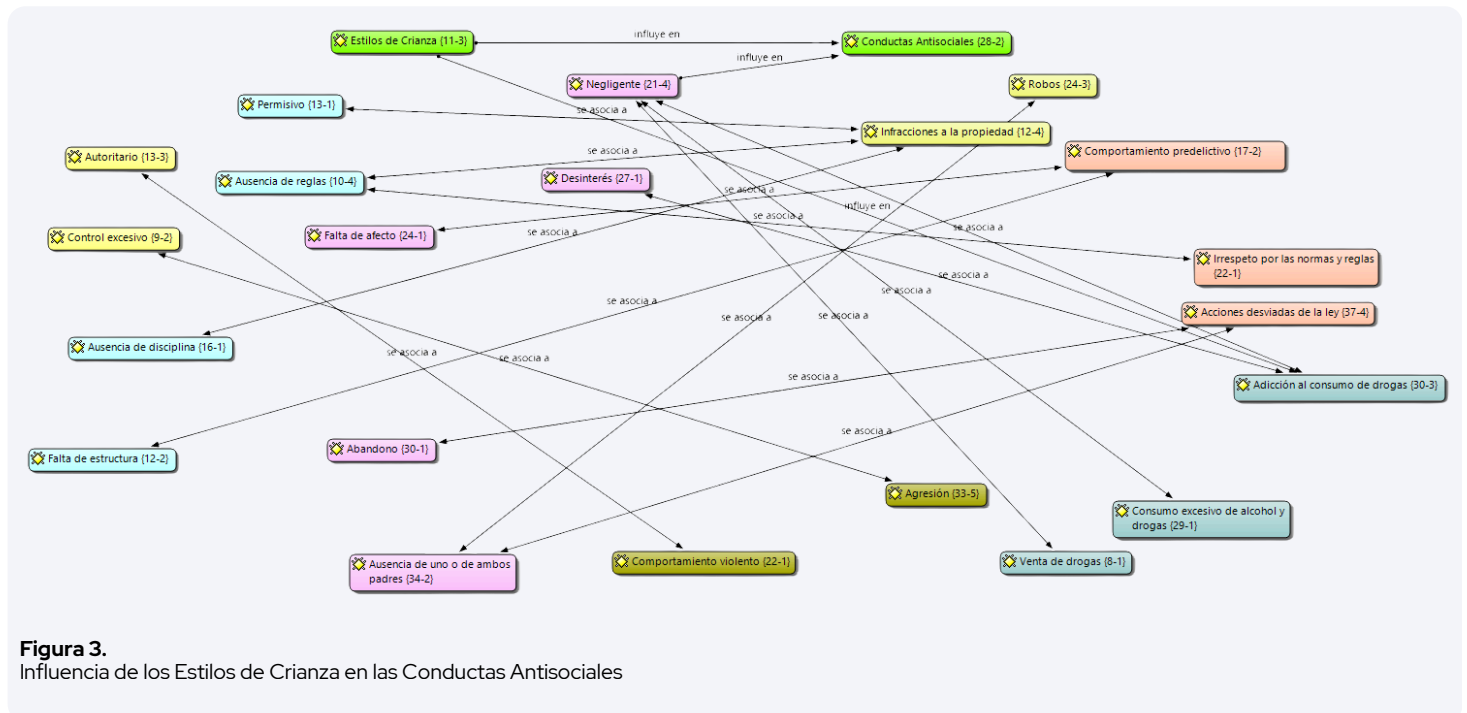 Estilos de Crianza {11-3}
influye en
Conductas Antisociales {28-2}
influye en
Negligente {21-4}
Robos {24-3}
Permisivo {13-1}
se asocia a
Infracciones a la propiedad {12-4}
Autoritario {13-3}
se asocia a
Comportamiento predelictivo {17-2}
Ausencia de reglas {10-4}
Desinterés {27-1}
se asocia a
influye en
se asocia a
se asocia a
Control excesivo {9-2}
Falta de afecto {24-1}
se asocia a
Irrespeto por las normas y reglas
{22-1}
se asocia a
se asocia a
se asocia a
Acciones desviadas de la ley {37-4}
se asocia a
se asocia a
Ausencia de disciplina {16-1}
se asocia a
se asocia a
se asocia a
Adicción al consumo de drogas {30-3}
se asocia a
Abandono {30-1}
Falta de estructura {12-2}
Agresión {33-5}
Consumo excesivo de alcohol y
drogas {29-1}
Ausencia de uno o de ambos
padres {34-2}
Comportamiento violento {22-1}
Venta de drogas {8-1}
Figura 3.
Influencia de los Estilos de Crianza en las Conductas Antisociales